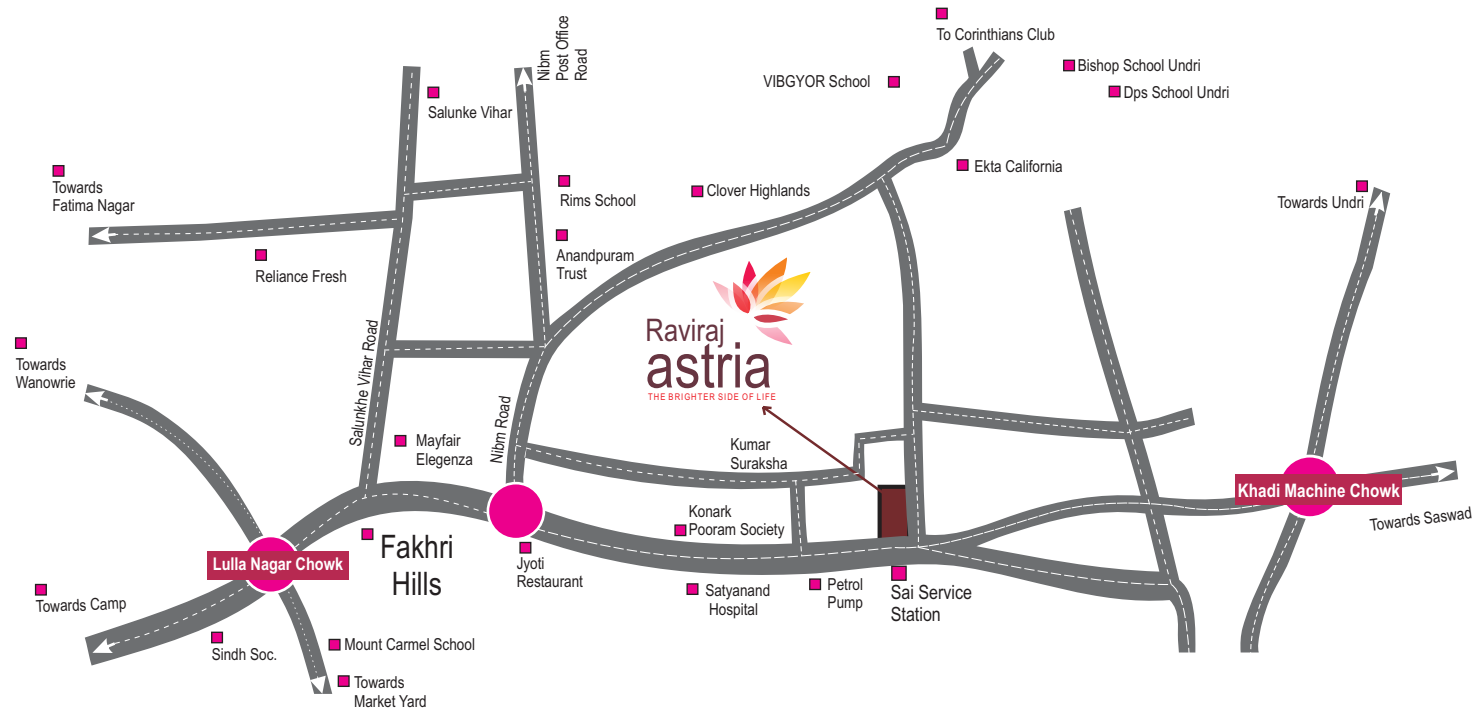 To Corinthians Club
Nibm
Post Office
Road
Bishop School Undri
VIBGYOR School
Dps School Undri
Salunke Vihar
Ekta California
Towards
Fatima Nagar
Rims School
Clover Highlands
Towards Undri
Anandpuram
Trust
Reliance Fresh
Raviraj
astria
THE BRIGHTER SIDE OF LIFE
Towards
Wanowrie
Salunkhe Vihar Road
Nibm Road
Mayfair
Elegenza
Kumar
Suraksha
Khadi Machine Chowk
Towards Saswad
Konark
Pooram Society
Fakhri
Hills
Lulla Nagar Chowk
Jyoti
Restaurant
Satyanand
Hospital
Petrol
Pump
Sai Service
Station
Towards Camp
Sindh Soc.
Mount Carmel School
Towards
Market Yard